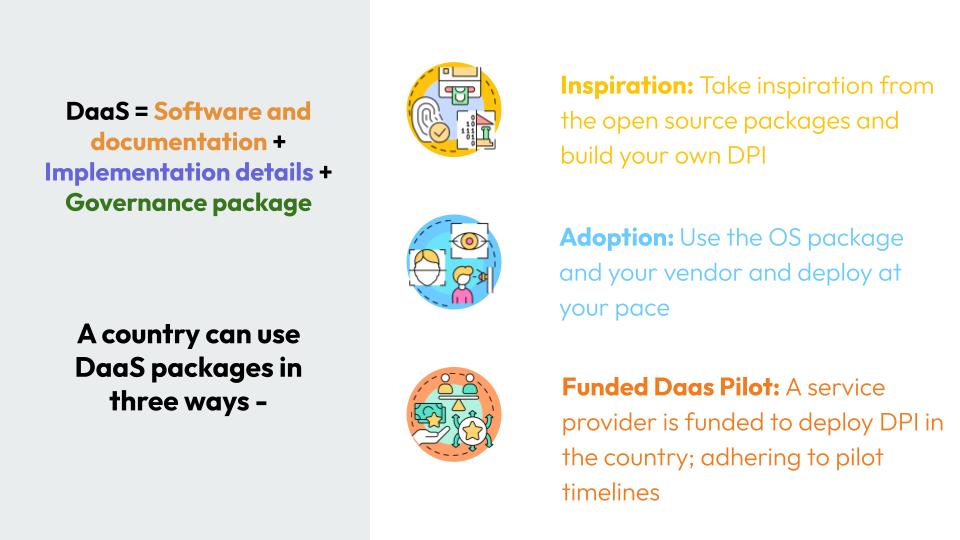 DaaS = Software and
documentation +
Implementation details +
Governance package
A country can use
DaaS packages in
three ways -
Inspiration: Take inspiration from
the open source packages and
build your own DPI
Adoption: Use the OS package
and your vendor and deploy at
your pace
Funded Daas Pilot: A service
provider is funded to deploy DPI in
the country; adhering to pilot
timelines